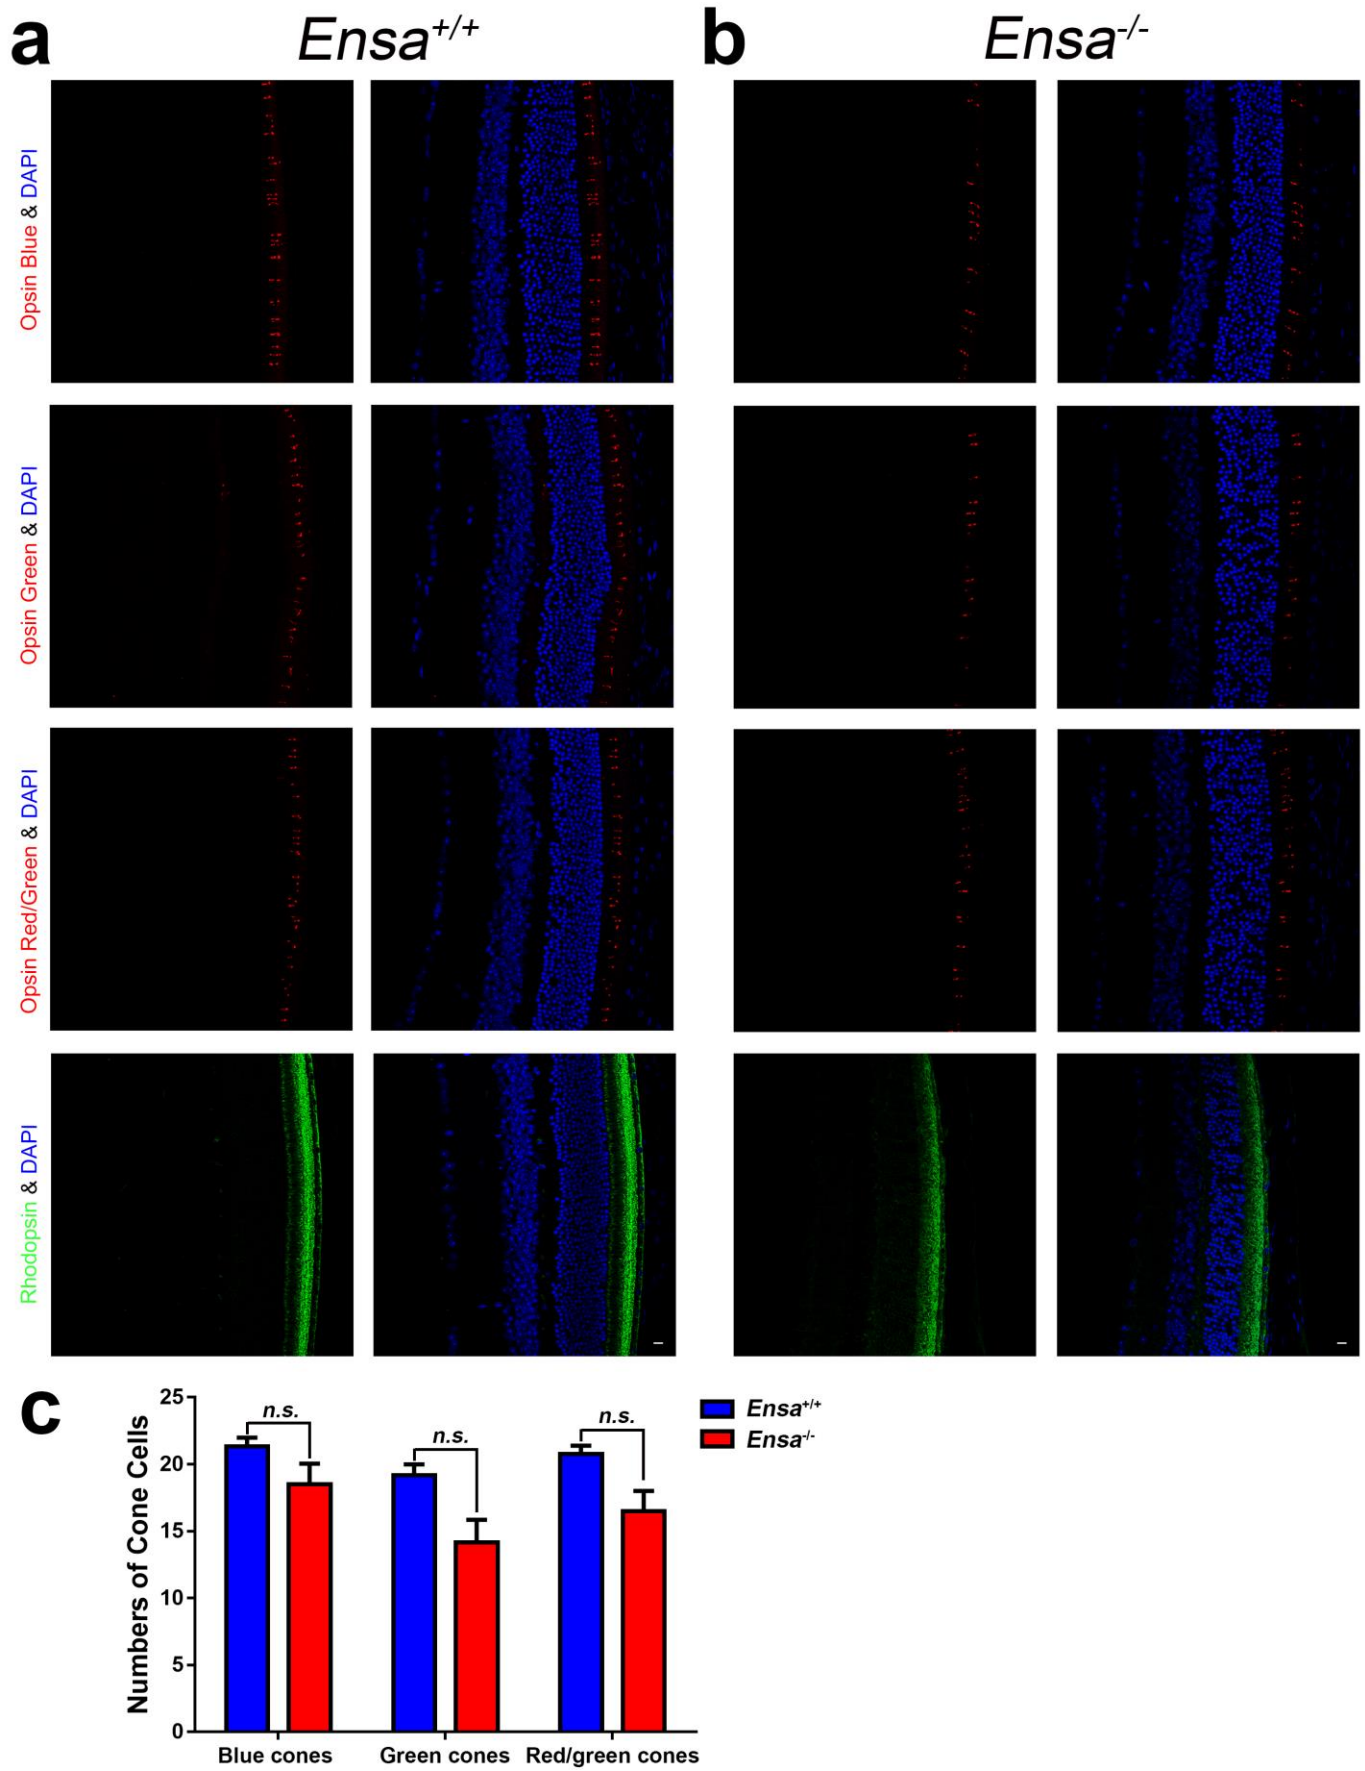 a
Ensa+/+
b
Ensa-/-
Opsin Blue & DAPI
Opsin Green & DAPI
Opsin Red/Green & DAPI
Rhodopsin & DAPI
c
Numbers of Cone Cells
25
20
15
10
5
0
n.s.
n.s.
n.s.
Blue cones
Green cones
Red/green cones
Ensa+/+
Ensa-/-